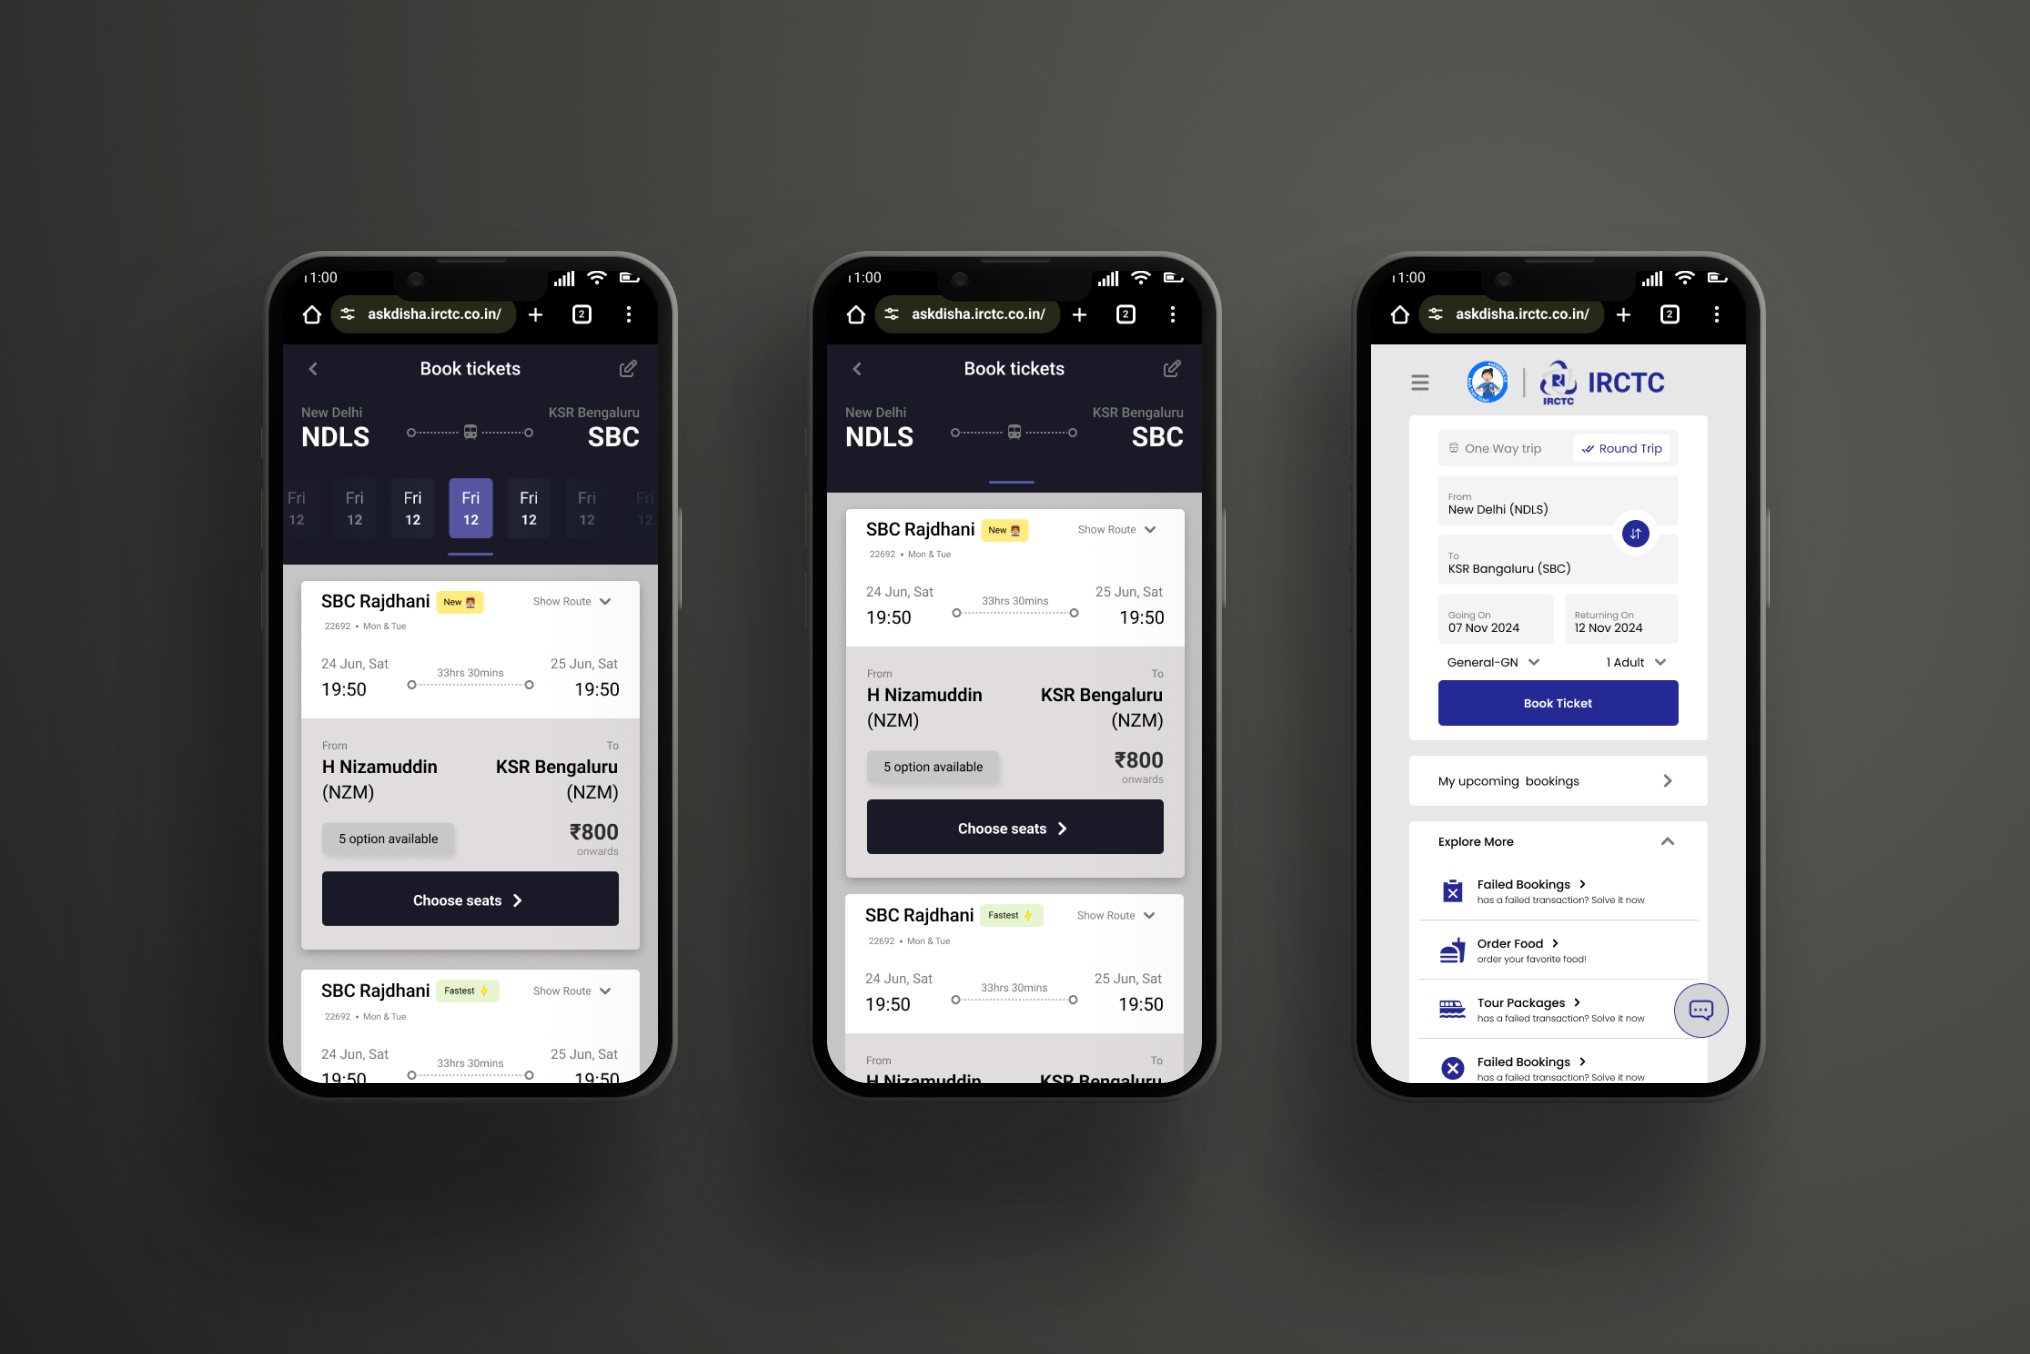 11:00
askdisha.irctc.co.in/
2
Book tickets
New Delhi
KSR Bengaluru
NDLS
SBC
Fri Fri Fri Fri Fri Fri Fri
12 12 12 12 12 12 12
SBC Rajdhani New Show Route
22692 • Mon & Tue
24 Jun, Sat 33hrs 30mins 25 Jun, Sat
19:50 19:50
From To
H Nizamuddin KSR Bengaluru
(NZM) (NZM)
5 option available ₹800
onwards
Choose seats
SBC Rajdhani Fastest Show Route
22692 • Mon & Tue
24 Jun, Sat 33hrs 30mins 25 Jun, Sat
19:50 19:50
11:00
askdisha.irctc.co.in/
2
Book tickets
New Delhi
KSR Bengaluru
NDLS
SBC
SBC Rajdhani New Show Route
22692 • Mon & Tue
24 Jun, Sat 33hrs 30mins 25 Jun, Sat
19:50 19:50
From To
H Nizamuddin KSR Bengaluru
(NZM) (NZM)
5 option available ₹800
onwards
Choose seats
SBC Rajdhani Fastest Show Route
22692 • Mon & Tue
24 Jun, Sat 33hrs 30mins 25 Jun, Sat
19:50 19:50
From To
H Nizamuddin KSR Bengaluru
11:00
askdisha.irctc.co.in/
2
IRCTC
IRCTC
One Way trip Round Trip
From
New Delhi (NDLS)
To
KSR Bangaluru (SBC)
Going On Returning On
07 Nov 2024 12 Nov 2024
General-GN 1 Adult
Book Ticket
My upcoming bookings
Explore More
Failed Bookings
has a failed transaction? Solve it now
Order Food
order your favorite food!
Tour Packages
has a failed transaction? Solve it now
Failed Bookings
has a failed transaction? Solve it now